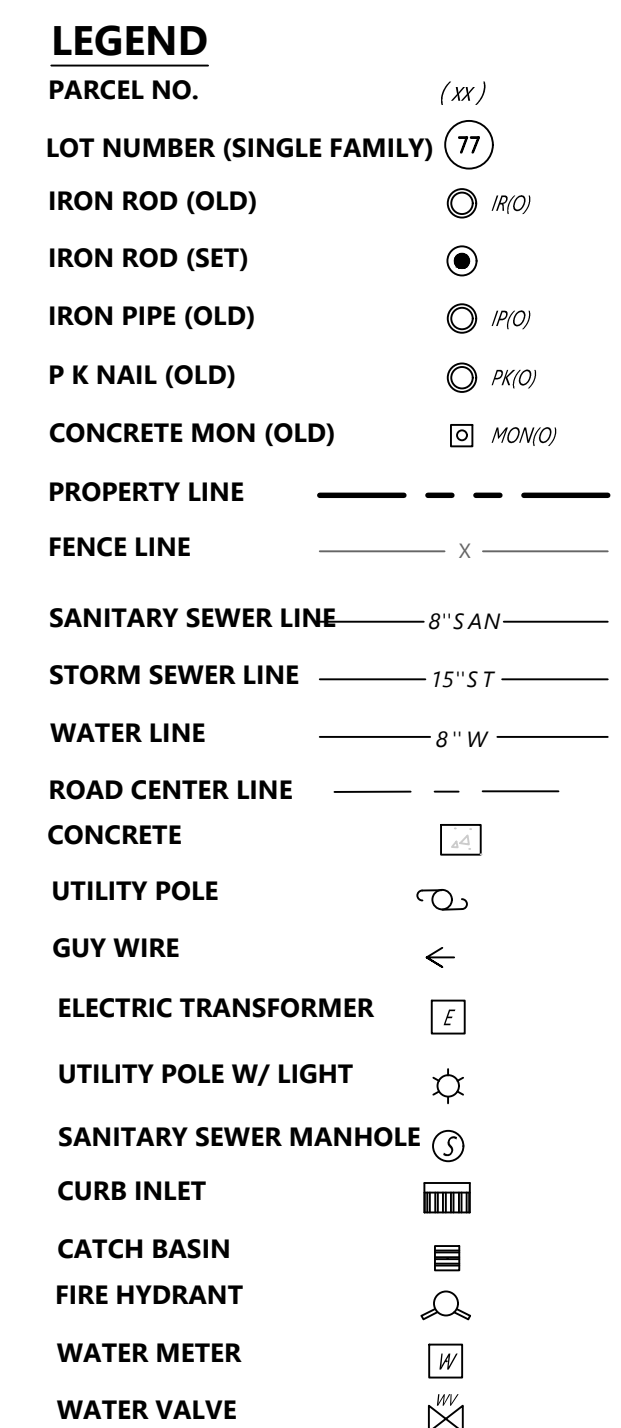 LEGEND
PARCEL NO. (XX)
LOT NUMBER (SINGLE FAMILY) 77
IRON ROD (OLD) IR(O)
IRON ROD (SET)
IRON PIPE (OLD) IP(O)
P K NAIL (OLD) PK(O)
CONCRETE MON (OLD) MON(O)
PROPERTY LINE
FENCE LINE X
SANITARY SEWER LINE 8"SAN
STORM SEWER LINE 15"ST
WATER LINE 8"W
ROAD CENTER LINE
CONCRETE
UTILITY POLE
GUY WIRE
ELECTRIC TRANSFORMER E
UTILITY POLE W/ LIGHT
SANITARY SEWER MANHOLE S
CURB INLET
CATCH BASIN
FIRE HYDRANT
WATER METER W
WATER VALVE WV